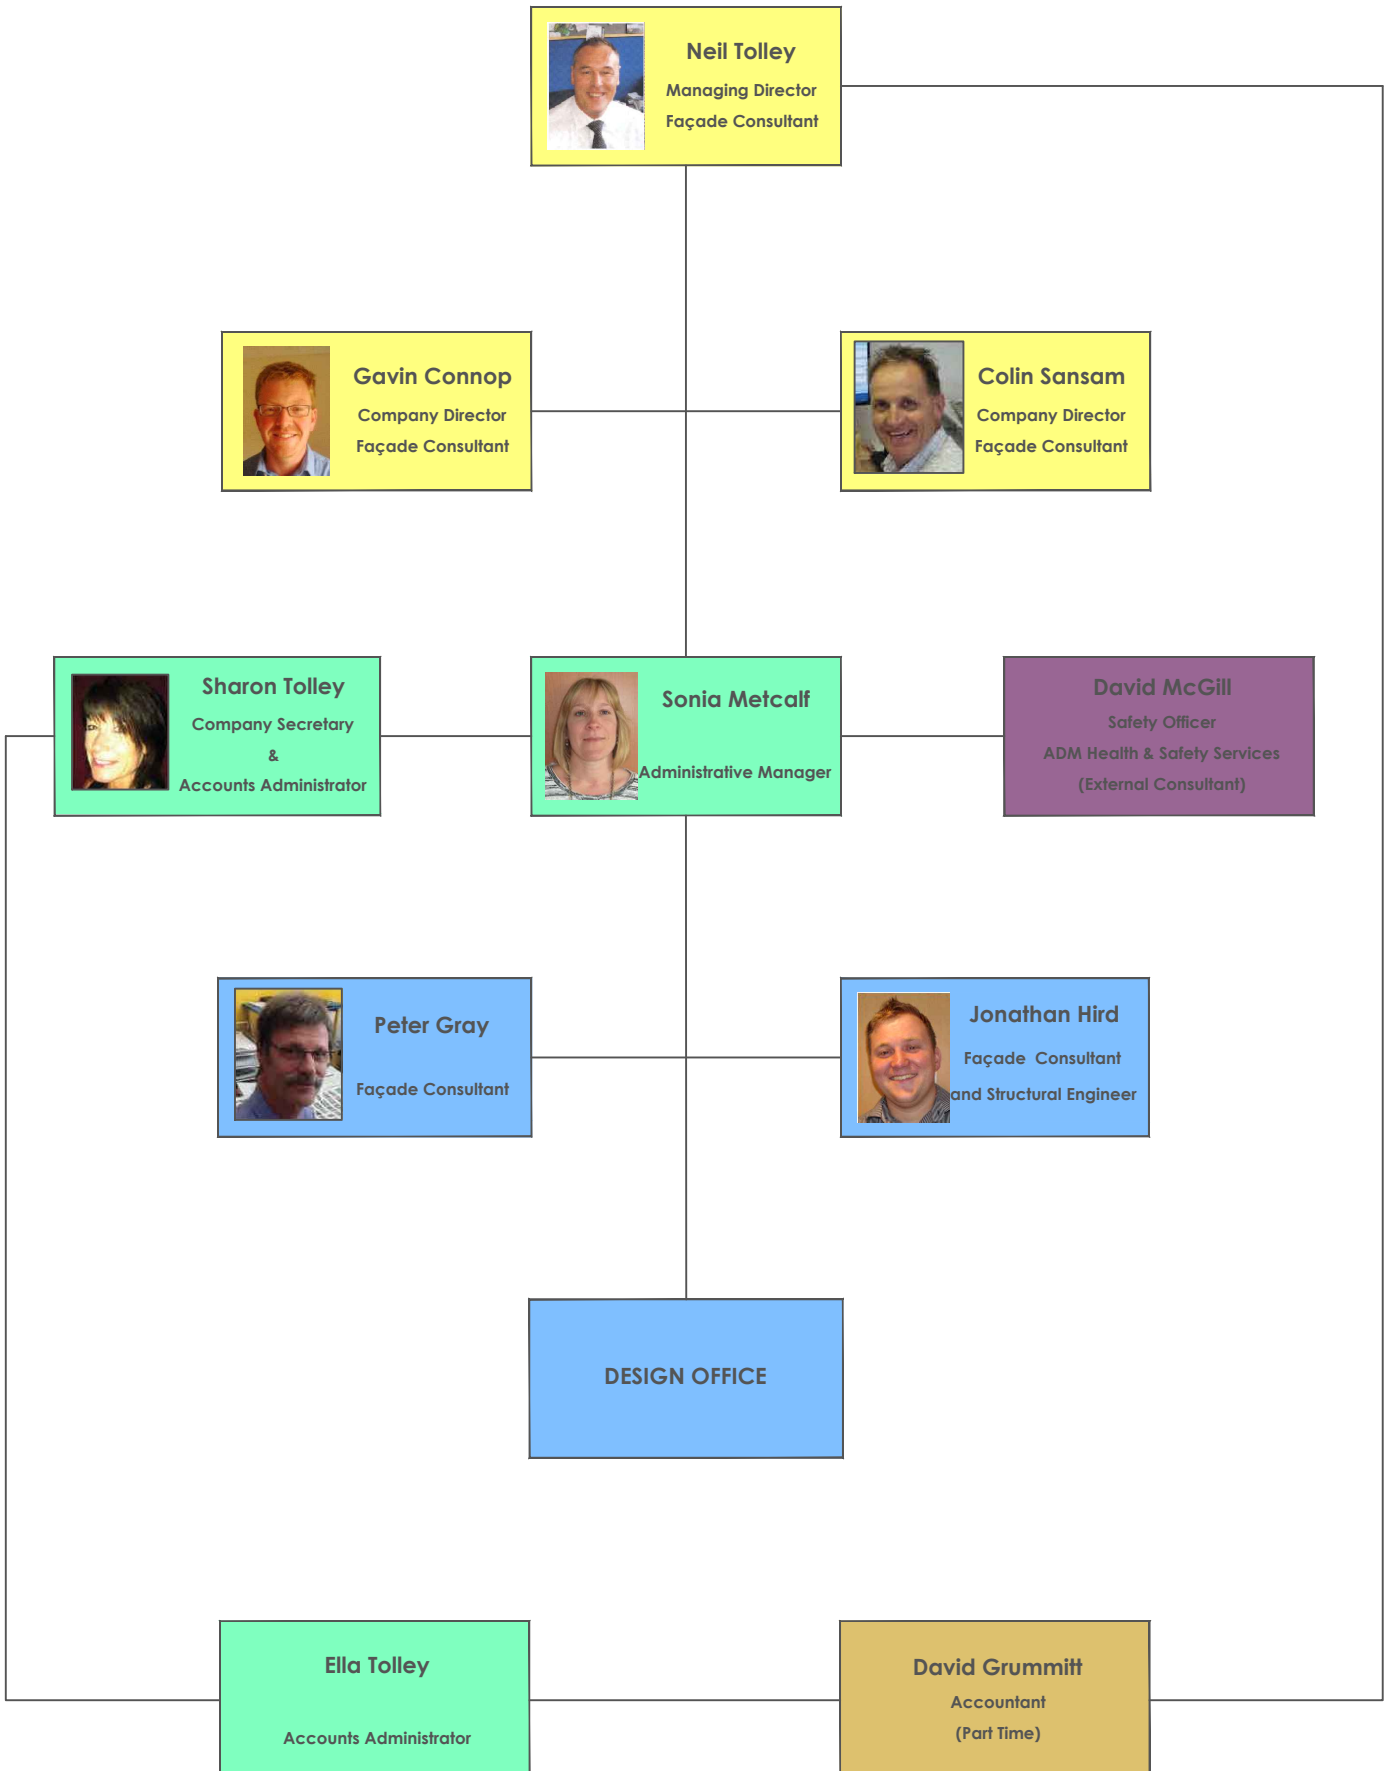 Neil Tolley
Managing Director
Façade Consultant
Gavin Connop
Company Director
Façade Consultant
Colin Sansam
Company Director
Façade Consultant
Sharon Tolley
Company Secretary
&
Accounts Administrator
Sonia Metcalf
Administrative Manager
David McGill
Safety Officer
ADM Health & Safety Services
(External Consultant)
Peter Gray
Façade Consultant
Jonathan Hird
Façade Consultant
and Structural Engineer
DESIGN OFFICE
Ella Tolley
Accounts Administrator
David Grummitt
Accountant
(Part Time)